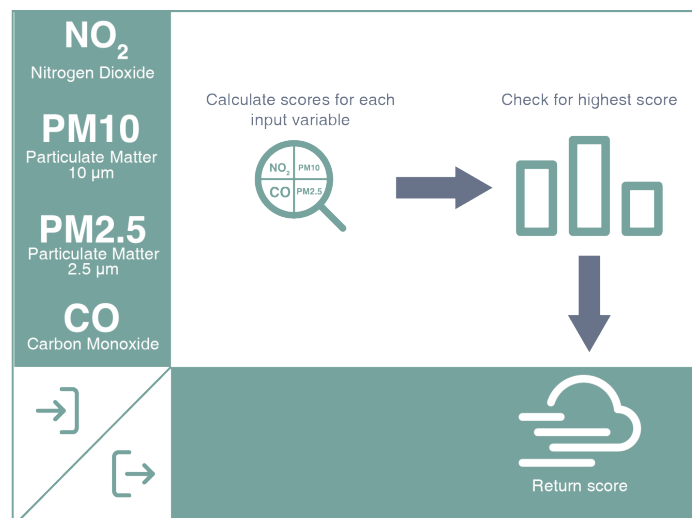 NO₂
Nitrogen Dioxide
PM10
Particulate Matter
10 µm
PM2.5
Particulate Matter
2.5 µm
CO
Carbon Monoxide
Calculate scores for each
input variable
NO₂ PM10
CO PM2.5
Check for highest score
Return score